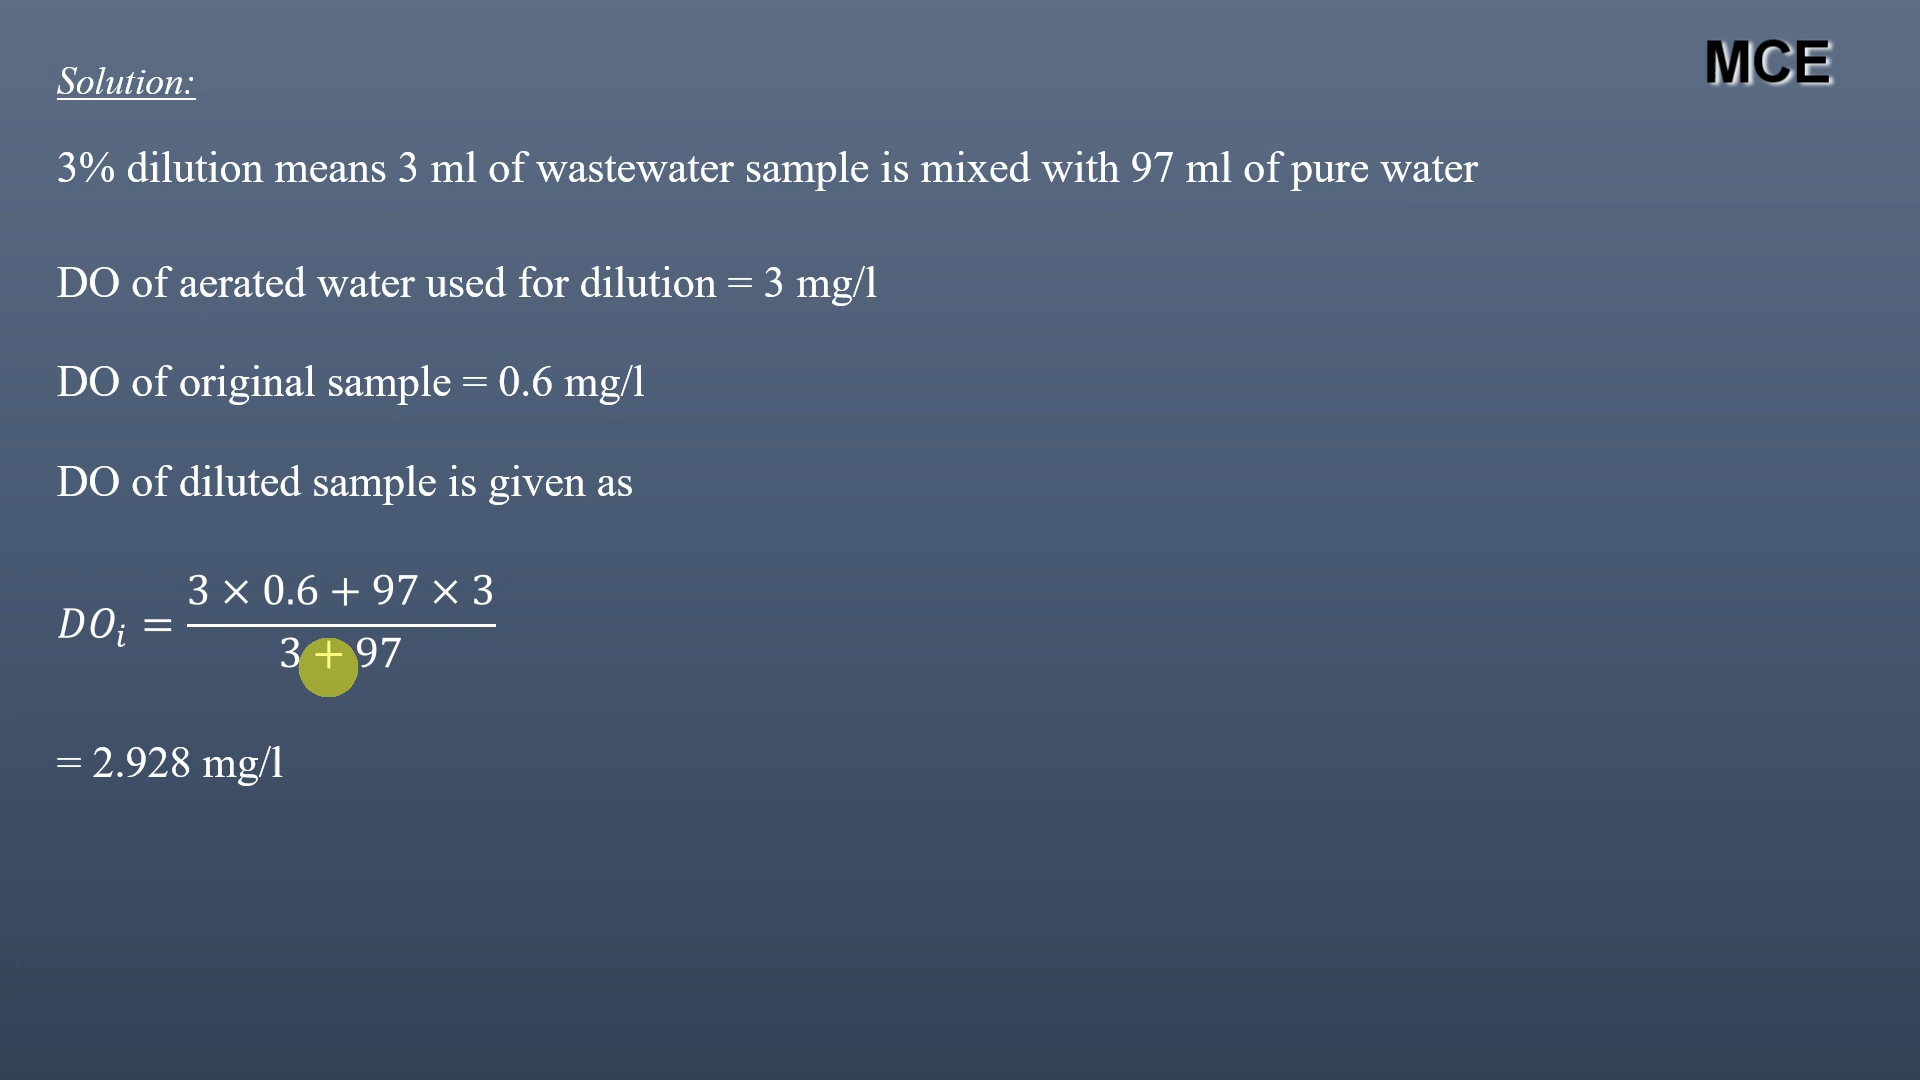 Solution:
MCE
3% dilution means 3 ml of wastewater sample is mixed with 97 ml of pure water
DO of aerated water used for dilution = 3 mg/l
DO of original sample = 0.6 mg/l
DO of diluted sample is given as
3 × 0.6 + 97 × 3
DOᵢ =
3 + 97
= 2.928 mg/l